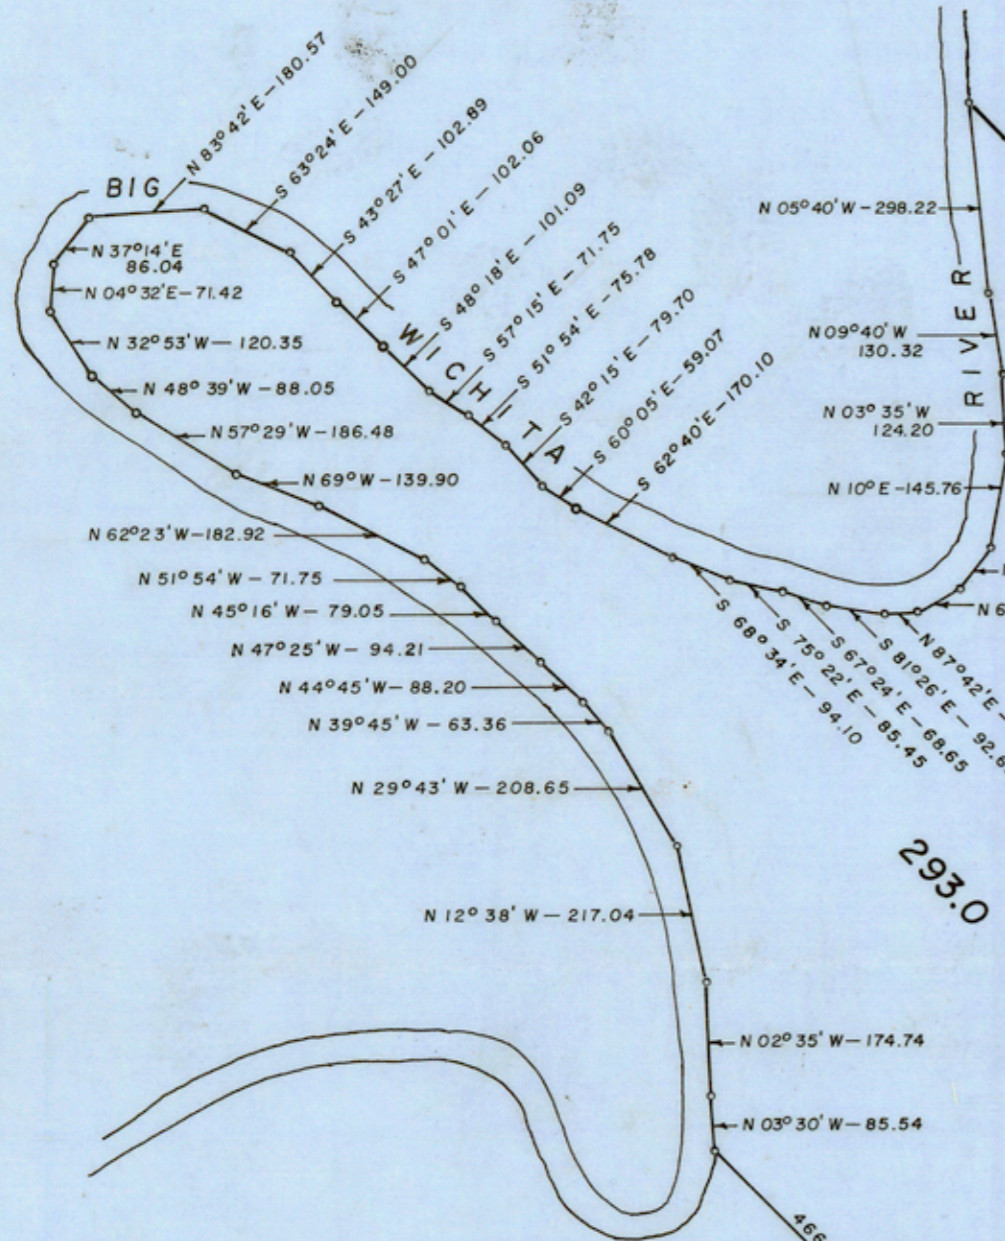 BIG
N 83°42' E – 180.57
S 63°24' E – 149.00
S 43°27' E – 102.89
S 47°01' E – 102.06
S 48°18' E – 101.09
S 57°15' E – 71.75
S 51°54' E – 75.78
S 42°15' E – 79.70
S 60°05' E – 59.07
S 62°40' E – 170.10
WICHITA
RIVER
N 05°40' W – 298.22
N 09°40' W
130.32
N 03°35' W
124.20
N 10° E – 145.76
N 37°14' E
86.04
N 04°32' E – 71.42
N 32°53' W – 120.35
N 48°39' W – 88.05
N 57°29' W – 186.48
N 69° W – 139.90
N 62°23' W – 182.92
N 51°54' W – 71.75
N 45°16' W – 79.05
N 47°25' W – 94.21
N 44°45' W – 88.20
N 39°45' W – 63.36
N 29°43' W – 208.65
N 12°38' W – 217.04
N 02°35' W – 174.74
N 03°30' W – 85.54
S 68°34' E – 94.10
S 75°22' E – 85.45
S 67°24' E – 68.65
S 81°26' E – 92.6
N 87°42' E –
N 6
293.0
466